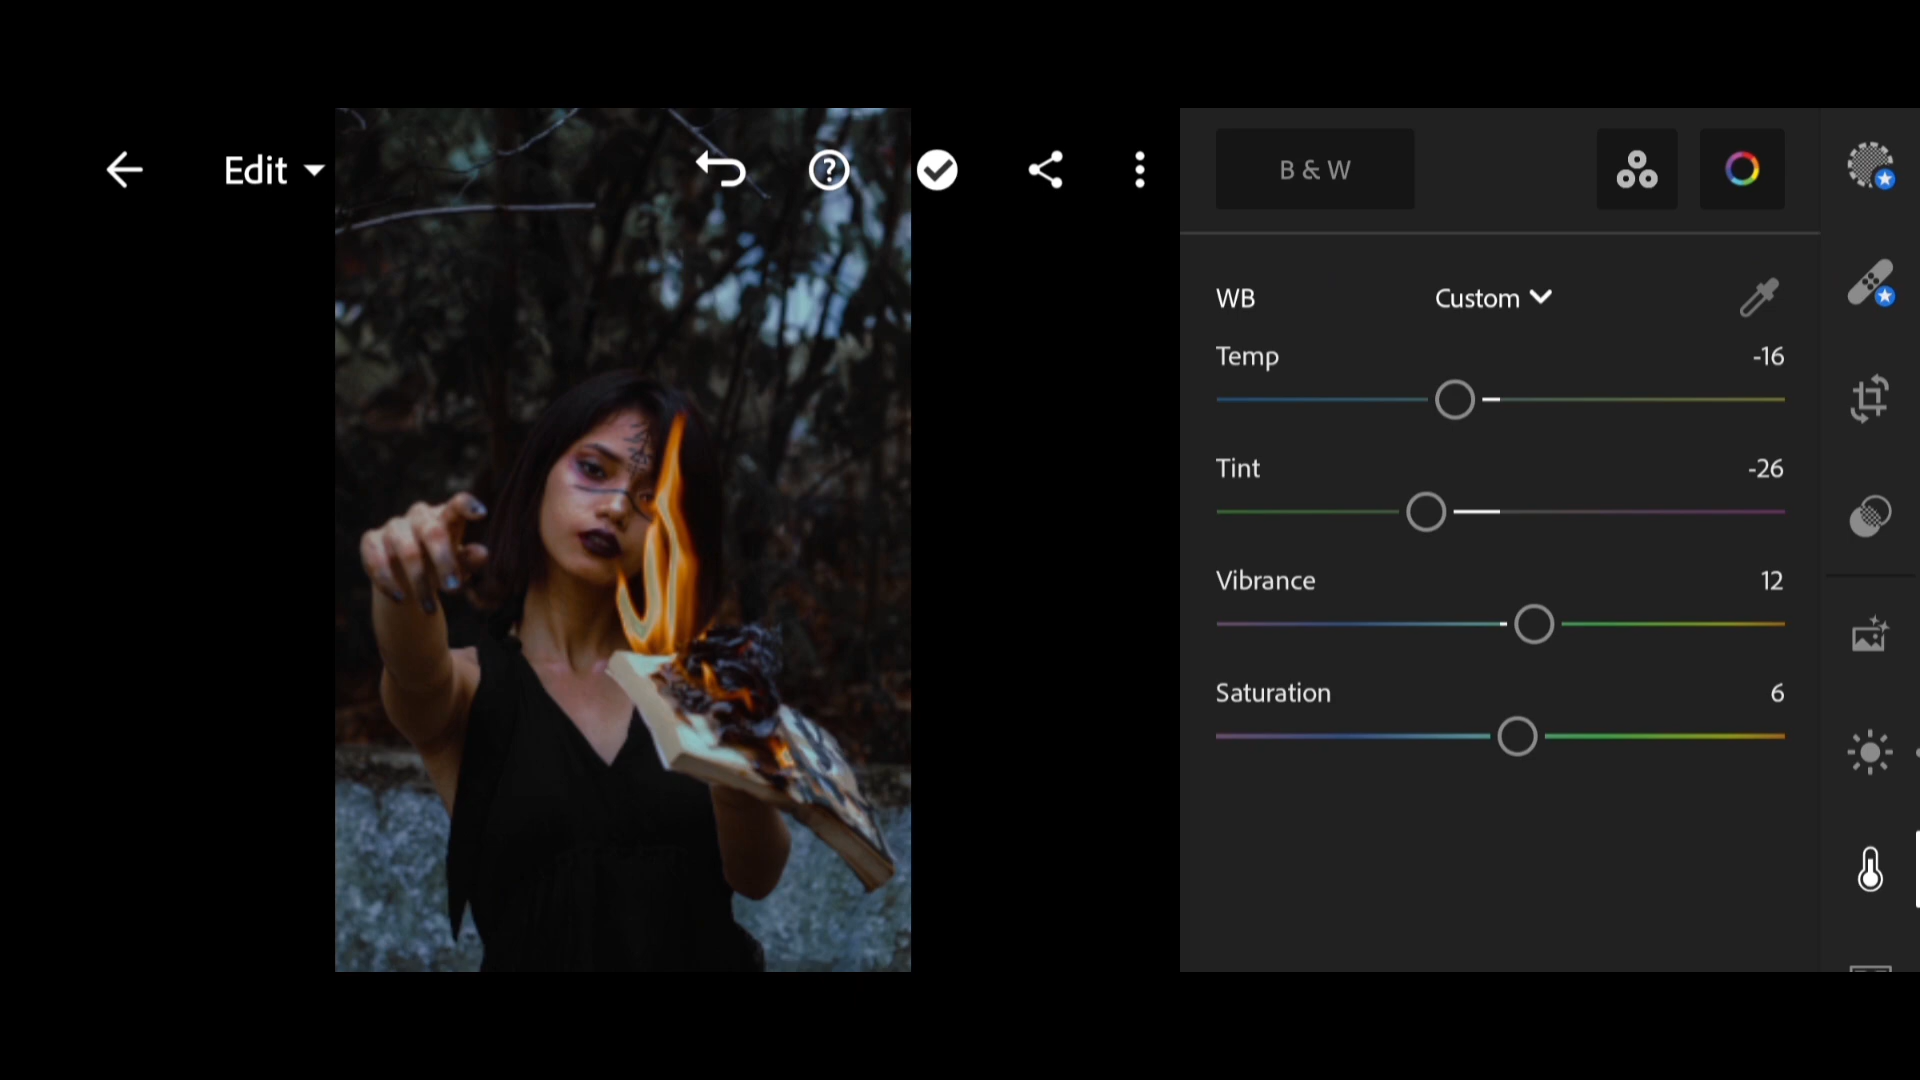 Edit
B & W
WB Custom
Temp -16
Tint -26
Vibrance 12
Saturation 6